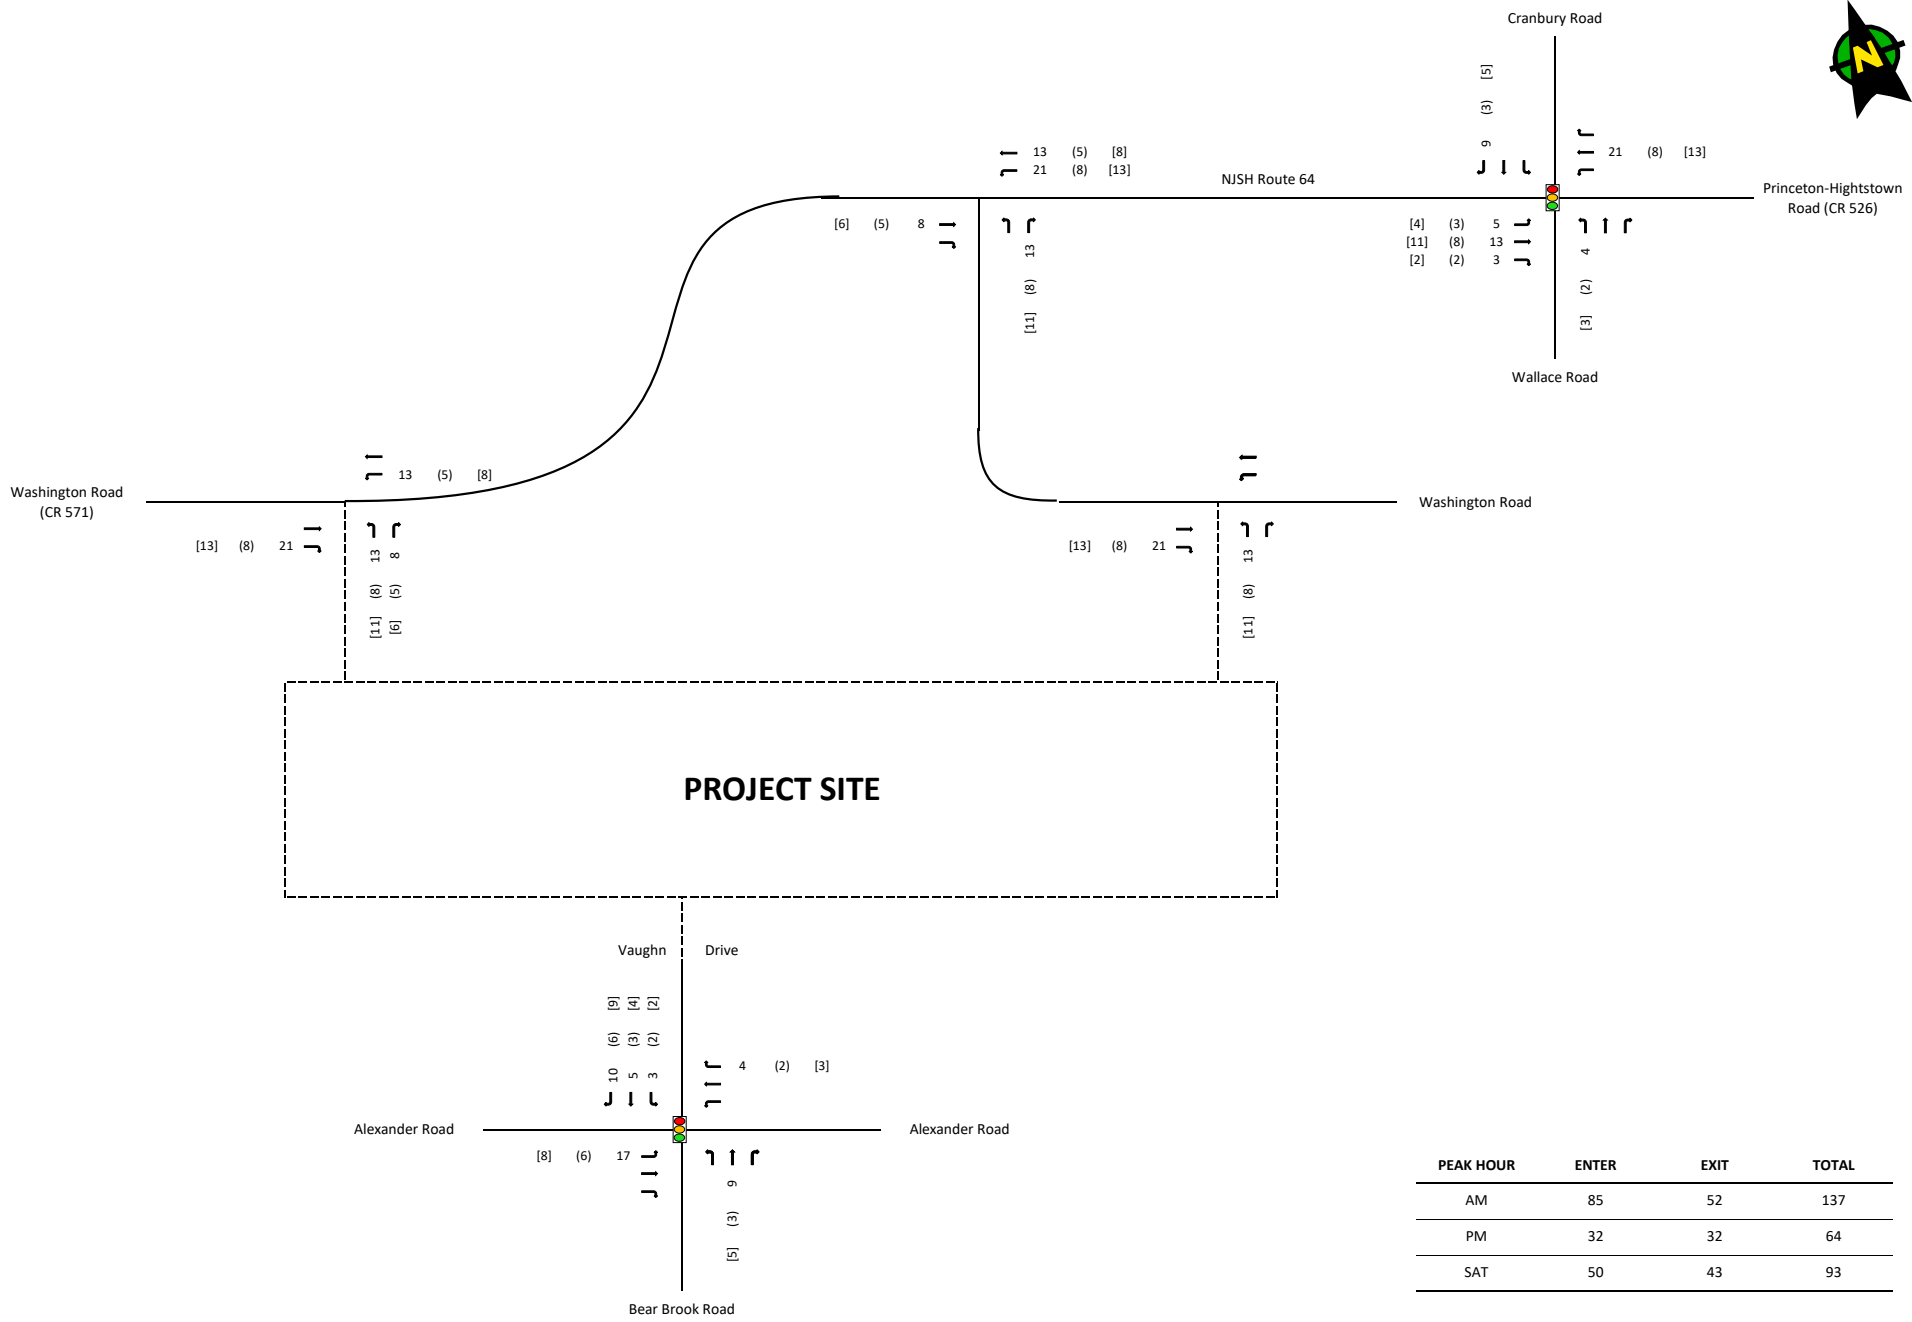 Cranbury Road
N
[5]
(3)
9
13 (5) [8]
21 (8) [13]
21 (8) [13]
NJSH Route 64
Princeton-Hightstown
Road (CR 526)
[6] (5) 8
13
(8)
[11]
[4] (3) 5
[11] (8) 13
[2] (2) 3
4
(2)
[3]
Wallace Road
13 (5) [8]
Washington Road
(CR 571)
Washington Road
[13] (8) 21
13 8
(8) (5)
[11] [6]
[13] (8) 21
13
(8)
[11]
PROJECT SITE
Vaughn Drive
[9] [4] [2]
(6) (3) (2)
10 5 3
4 (2) [3]
Alexander Road
Alexander Road
[8] (6) 17
9
(3)
[5]
Bear Brook Road
PEAK HOUR ENTER EXIT TOTAL
AM 85 52 137
PM 32 32 64
SAT 50 43 93